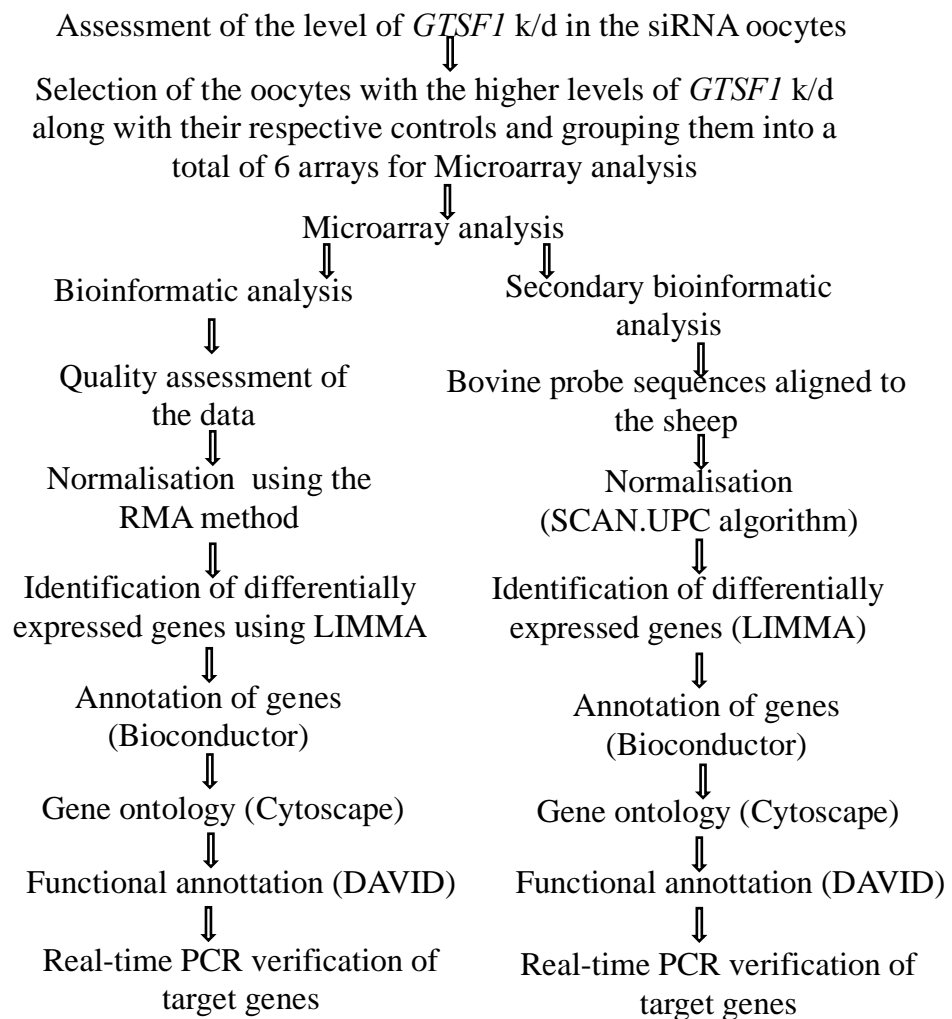 Assessment of the level of GTSF1 k/d in the siRNA oocytes
Selection of the oocytes with the higher levels of GTSF1 k/d
along with their respective controls and grouping them into a
total of 6 arrays for Microarray analysis
Microarray analysis
Bioinformatic analysis
Quality assessment of
the data
Normalisation using the
RMA method
Identification of differentially
expressed genes using LIMMA
Annotation of genes
(Bioconductor)
Gene ontology (Cytoscape)
Functional annottation (DAVID)
Real-time PCR verification of
target genes
Secondary bioinformatic
analysis
Bovine probe sequences aligned to
the sheep
Normalisation
(SCAN.UPC algorithm)
Identification of differentially
expressed genes (LIMMA)
Annotation of genes
(Bioconductor)
Gene ontology (Cytoscape)
Functional annottation (DAVID)
Real-time PCR verification of
target genes